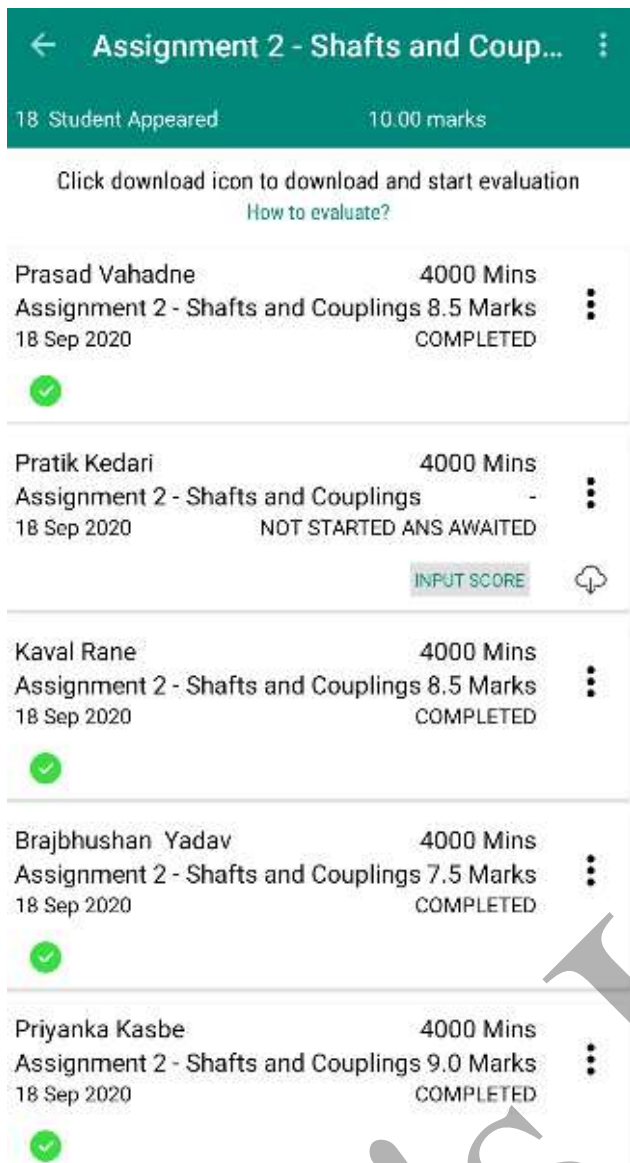 Assignment 2 - Shafts and Coup...
18 Student Appeared 10.00 marks
Click download icon to download and start evaluation
How to evaluate?
Prasad Vahadne 4000 Mins
Assignment 2 - Shafts and Couplings 8.5 Marks
18 Sep 2020 COMPLETED
Pratik Kedari 4000 Mins
Assignment 2 - Shafts and Couplings -
18 Sep 2020 NOT STARTED ANS AWAITED
INPUT SCORE
Kaval Rane 4000 Mins
Assignment 2 - Shafts and Couplings 8.5 Marks
18 Sep 2020 COMPLETED
Brajbhushan Yadav 4000 Mins
Assignment 2 - Shafts and Couplings 7.5 Marks
18 Sep 2020 COMPLETED
Priyanka Kasbe 4000 Mins
Assignment 2 - Shafts and Couplings 9.0 Marks
18 Sep 2020 COMPLETED